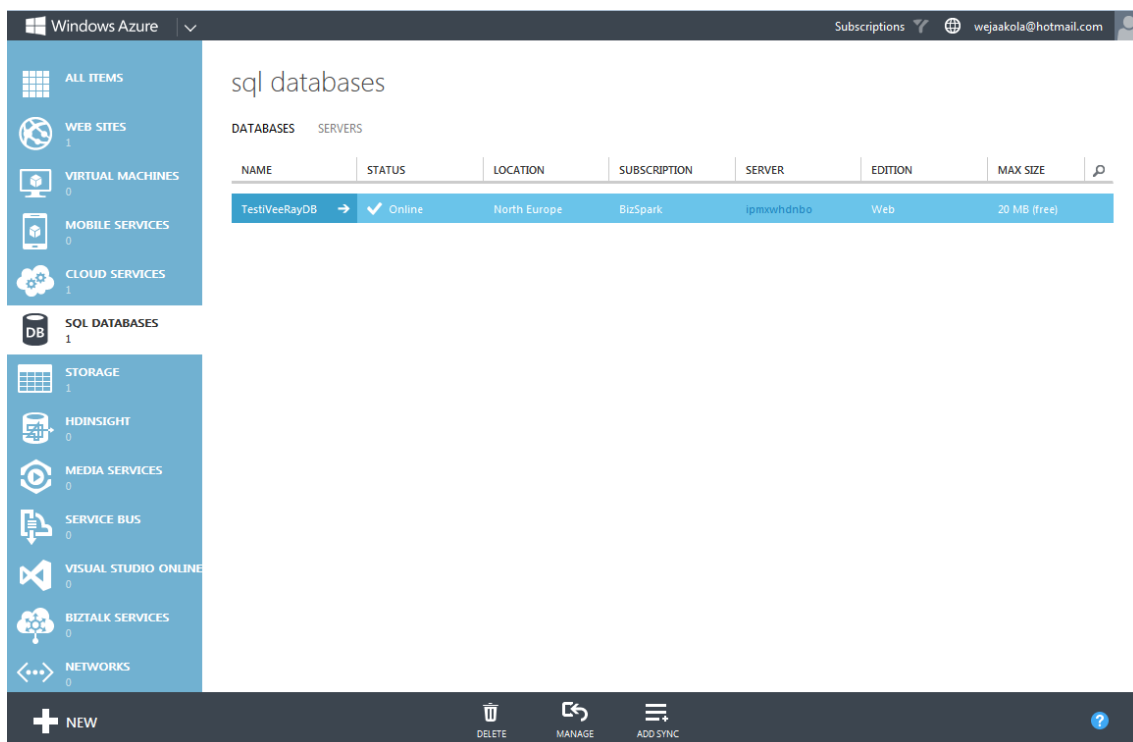 Windows Azure
Subscriptions wejaakola@hotmail.com
ALL ITEMS
WEB SITES
1
VIRTUAL MACHINES
0
MOBILE SERVICES
0
CLOUD SERVICES
1
DB SQL DATABASES
1
STORAGE
1
HDINSIGHT
0
MEDIA SERVICES
0
SERVICE BUS
0
VISUAL STUDIO ONLINE
0
BIZTALK SERVICES
0
NETWORKS
0
sql databases
DATABASES SERVERS
NAME STATUS LOCATION SUBSCRIPTION SERVER EDITION MAX SIZE
TestiVeeRayDB Online North Europe BizSpark ipmxwhdnbo Web 20 MB (free)
NEW DELETE MANAGE ADD SYNC ?